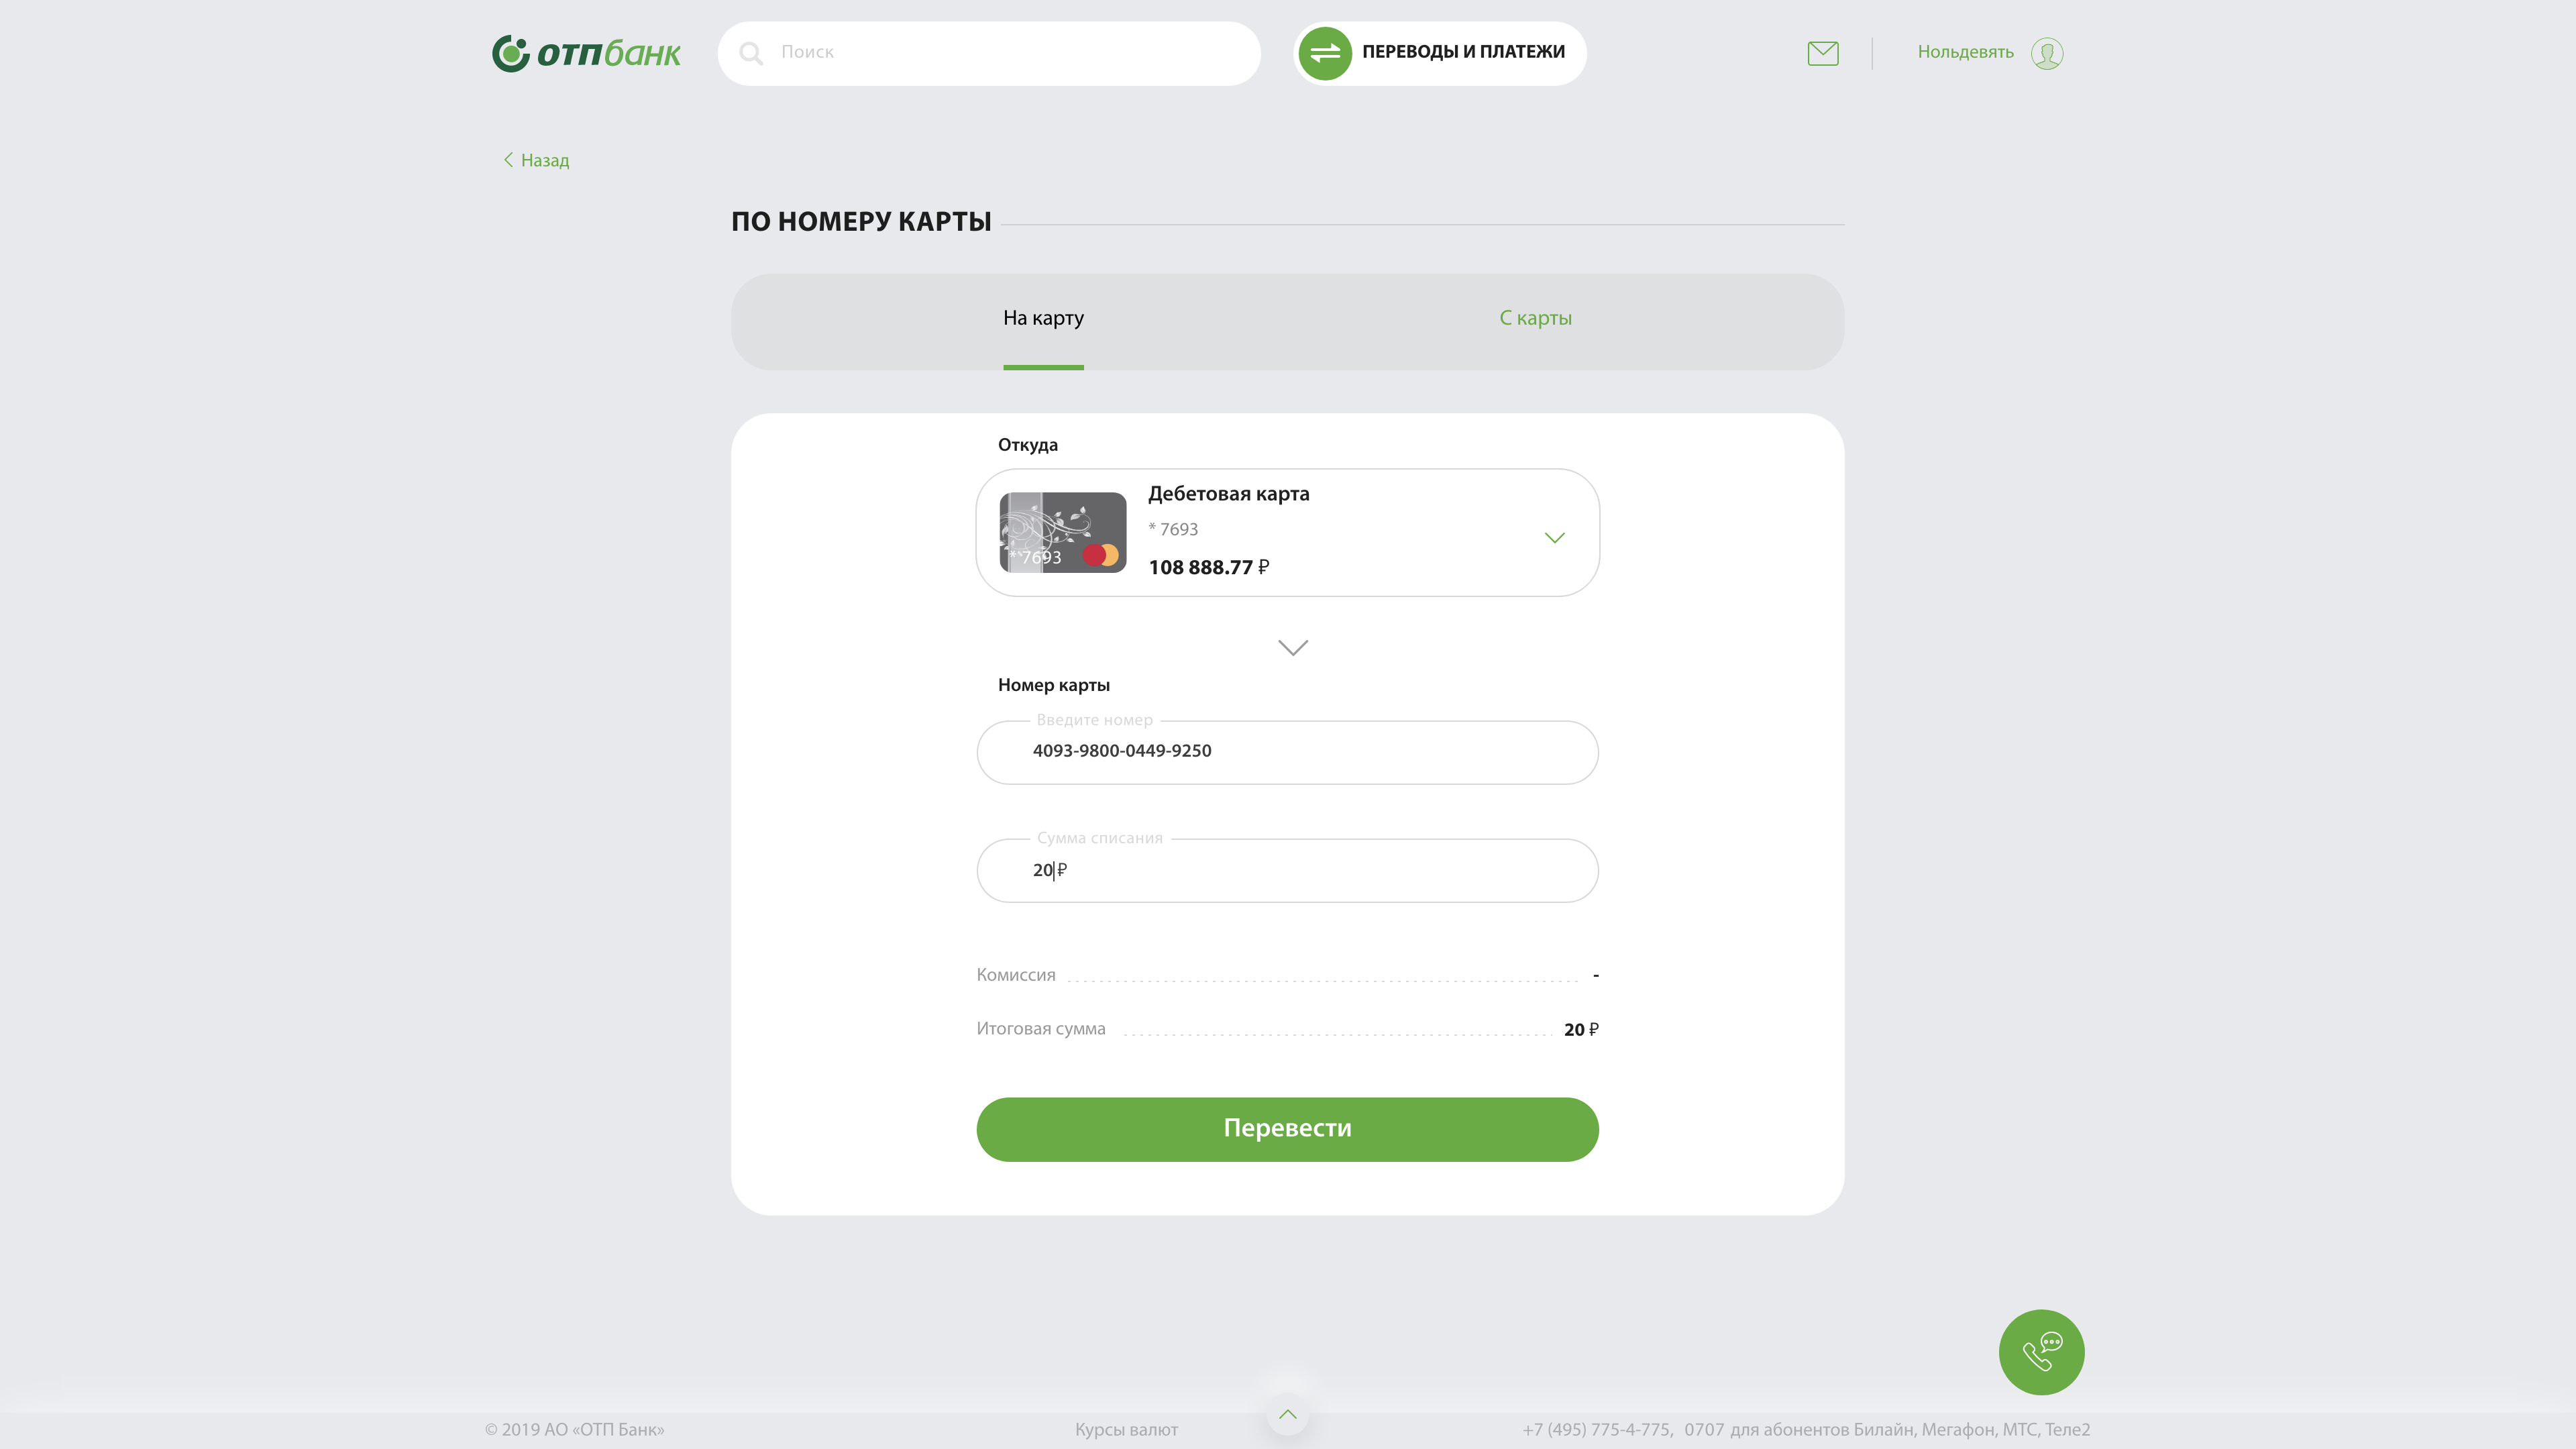 отпбанк
Поиск
ПЕРЕВОДЫ И ПЛАТЕЖИ
Нольдевять
Назад
ПО НОМЕРУ КАРТЫ
На карту
С карты
Откуда
Дебетовая карта
* 7693
* 7693
108 888.77 ₽
Номер карты
Введите номер
4093-9800-0449-9250
Сумма списания
20 ₽
Комиссия -
Итоговая сумма 20 ₽
Перевести
© 2019 АО «ОТП Банк»
Курсы валют
+7 (495) 775-4-775, 0707 для абонентов Билайн, Мегафон, МТС, Теле2